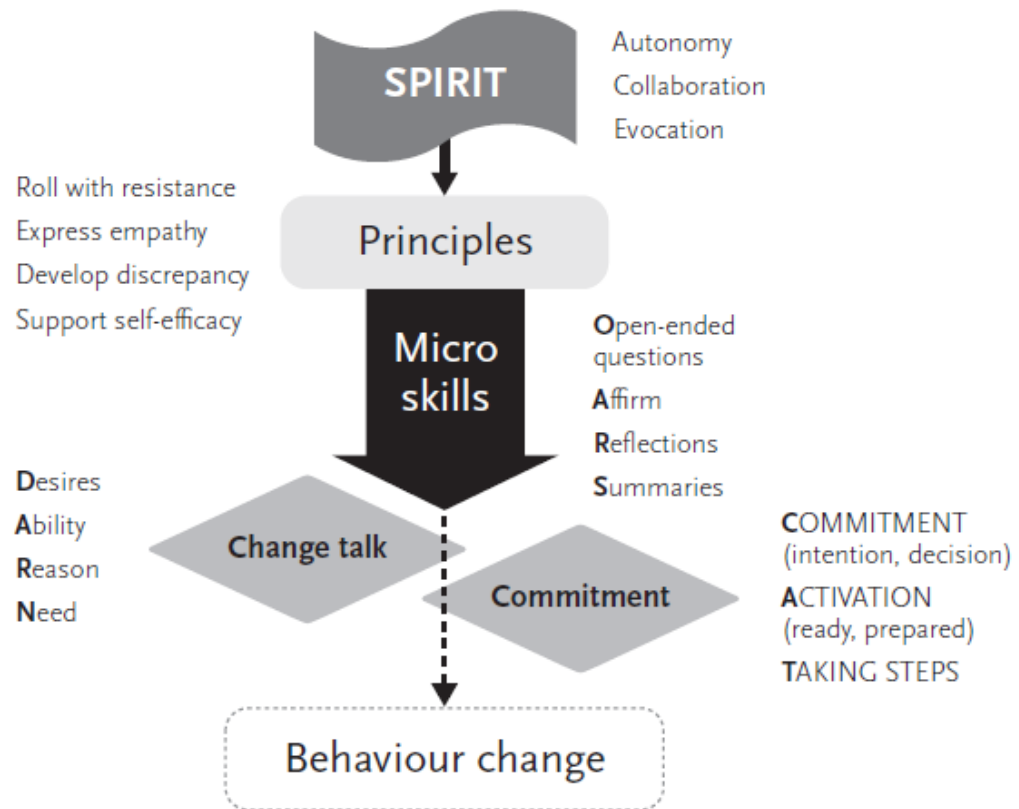 SPIRIT
Autonomy
Collaboration
Evocation
Roll with resistance
Express empathy
Develop discrepancy
Support self-efficacy
Principles
Micro
skills
Open-ended
questions
Affirm
Reflections
Summaries
Desires
Ability
Reason
Need
Change talk
Commitment
COMMITMENT
(intention, decision)
ACTIVATION
(ready, prepared)
TAKING STEPS
Behaviour change